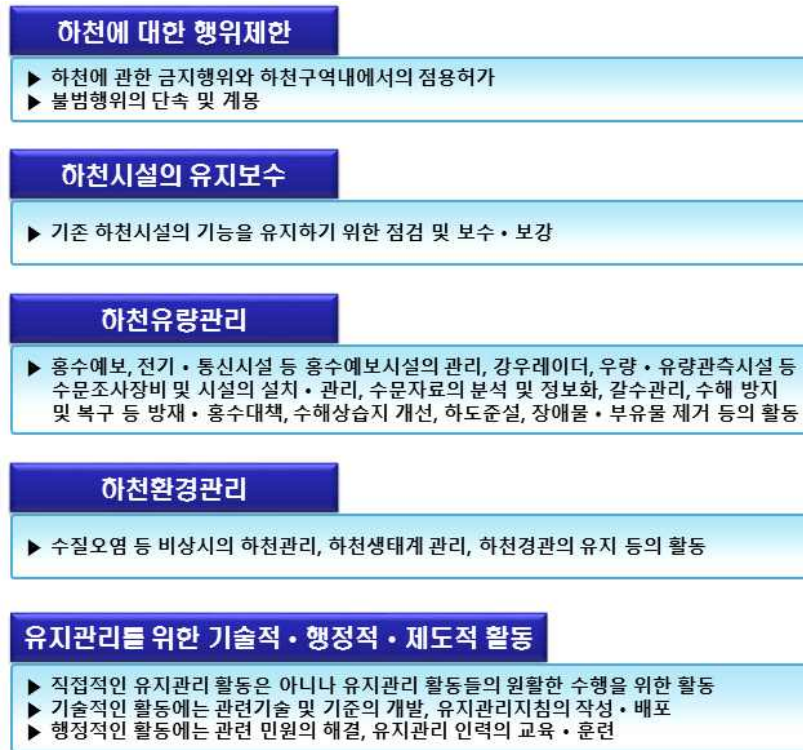 하천에 대한 행위제한
▶ 하천에 관한 금지행위와 하천구역내에서의 점용허가
▶ 불범행위의 단속 및 계몽
하천시설의 유지보수
▶ 기존 하천시설의 기능을 유지하기 위한 점검 및 보수・보강
하천유량관리
▶ 홍수예보, 전기・통신시설 등 홍수예보시설의 관리, 강우레이더, 우량・유량관측시설 등
수문조사장비 및 시설의 설치・관리, 수문자료의 분석 및 정보화, 갈수관리, 수해 방지
및 복구 등 방재・홍수대책, 수해상습지 개선, 하도준설, 장애물・부유물 제거 등의 활동
하천환경관리
▶ 수질오염 등 비상시의 하천관리, 하천생태계 관리, 하천경관의 유지 등의 활동
유지관리를 위한 기술적・행정적・제도적 활동
▶ 직접적인 유지관리 활동은 아니나 유지관리 활동들의 원활한 수행을 위한 활동
▶ 기술적인 활동에는 관련기술 및 기준의 개발, 유지관리지침의 작성・배포
▶ 행정적인 활동에는 관련 민원의 해결, 유지관리 인력의 교육・훈련